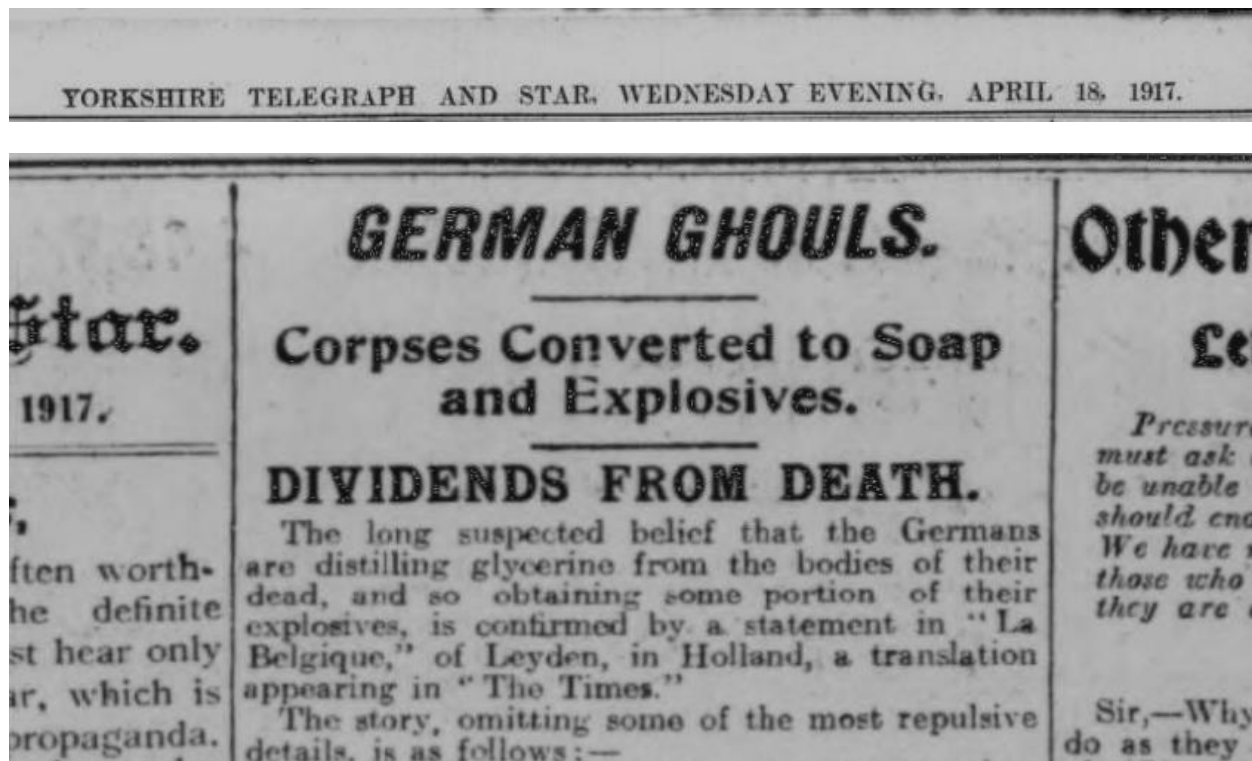 YORKSHIRE TELEGRAPH AND STAR, WEDNESDAY EVENING, APRIL 18, 1917.
Star.
1917.
ften worth-
he definite
st hear only
ar, which is
propaganda.
GERMAN GHOULS.
Corpses Converted to Soap
and Explosives.
DIVIDENDS FROM DEATH.
The long suspected belief that the Germans
are distilling glycerine from the bodies of their
dead, and so obtaining some portion of their
explosives, is confirmed by a statement in "La
Belgique," of Leyden, in Holland, a translation
appearing in "The Times."
The story, omitting some of the most repulsive
details, is as follows:—
Other
Le
Pressur
must ask
be unable
should enc
We have
those who
they are
Sir,—Why
do as they